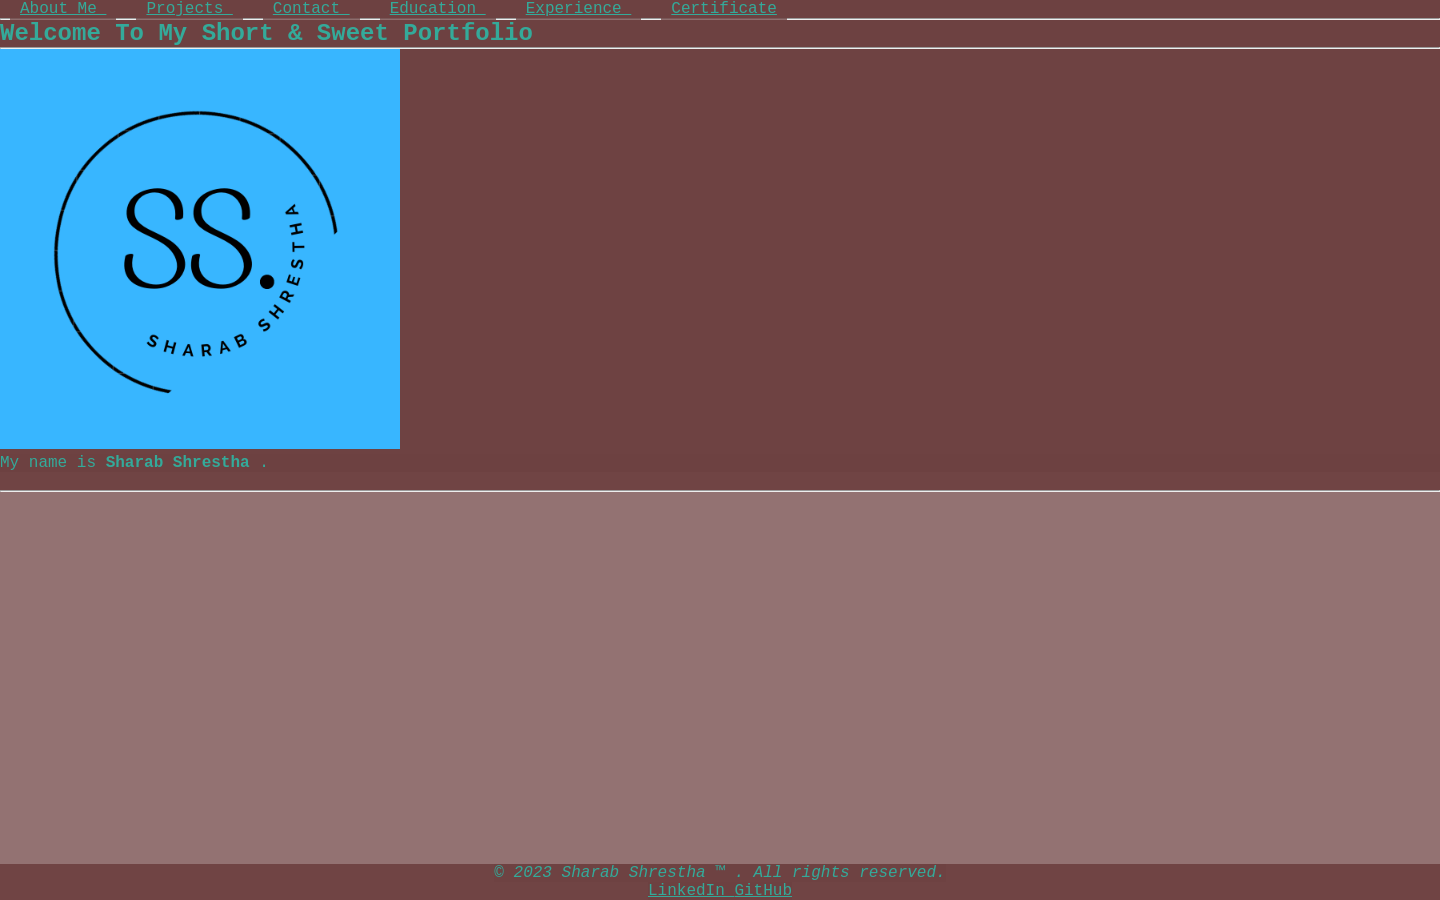 About Me Projects Contact Education Experience Certificate
Welcome To My Short & Sweet Portfolio
SS.
SHARAB SHRESTHA
My name is Sharab Shrestha .
© 2023 Sharab Shrestha ™ . All rights reserved.
LinkedIn GitHub